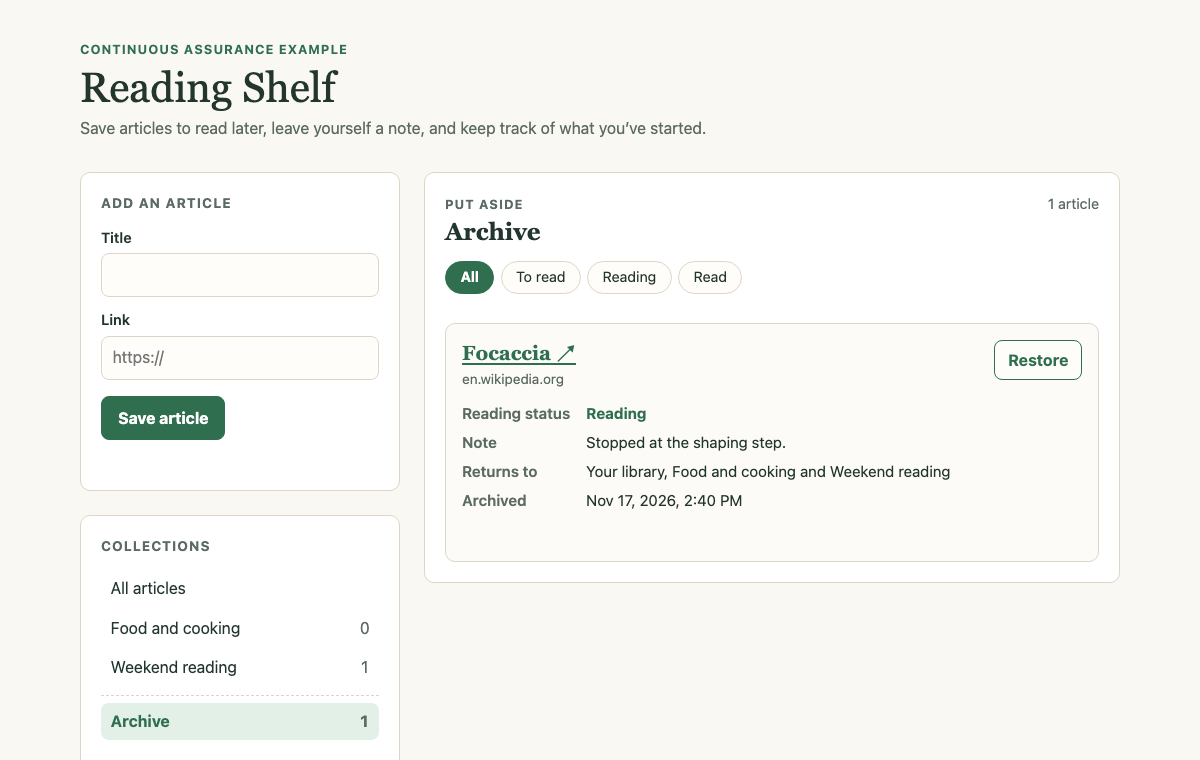 CONTINUOUS ASSURANCE EXAMPLE
Reading Shelf
Save articles to read later, leave yourself a note, and keep track of what you’ve started.
ADD AN ARTICLE
Title
Link
https://
Save article
COLLECTIONS
All articles
Food and cooking 0
Weekend reading 1
Archive 1
PUT ASIDE
1 article
Archive
All To read Reading Read
Focaccia ↗
en.wikipedia.org
Restore
Reading status Reading
Note Stopped at the shaping step.
Returns to Your library, Food and cooking and Weekend reading
Archived Nov 17, 2026, 2:40 PM